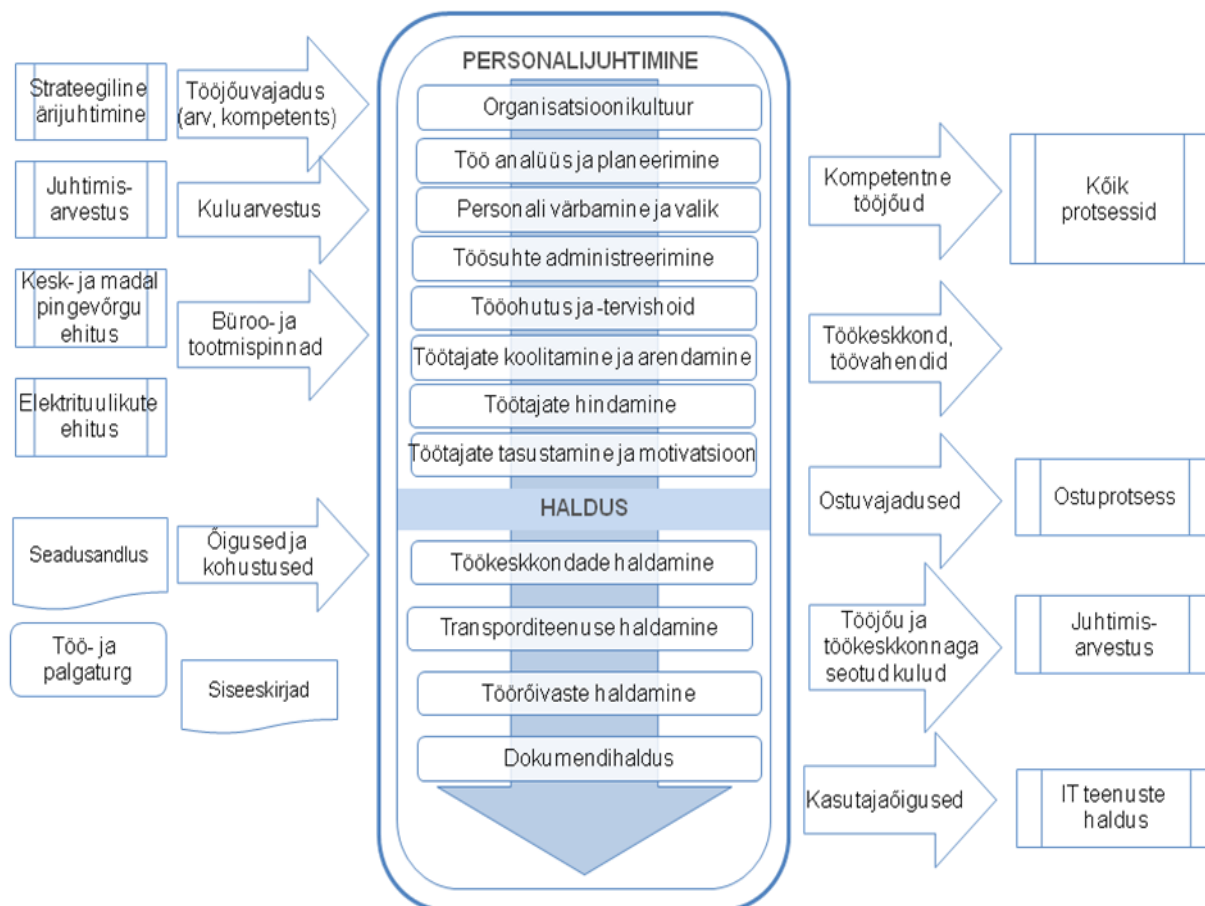 Strateegiline
ärijuhtimine
Tööjõuvajadus
(arv, kompetents)
Juhtimis-
arvestus
Kuluarvestus
Kesk- ja madal
pingevõrgu
ehitus
Büroo- ja
tootmispinnad
Elektrituulikute
ehitus
Seadusandlus
Õigused ja
kohustused
Töö- ja
palgaturg
Siseeskirjad
PERSONALIJUHTIMINE
Organisatsioonikultuur
Töö analüüs ja planeerimine
Personali värbamine ja valik
Töösuhte administreerimine
Tööohutus ja -tervishoid
Töötajate koolitamine ja arendamine
Töötajate hindamine
Töötajate tasustamine ja motivatsioon
HALDUS
Töökeskkondade haldamine
Transporditeenuse haldamine
Töörõivaste haldamine
Dokumendihaldus
Kompetentne
tööjõud
Kõik
protsessid
Töökeskkond,
töövahendid
Ostuvajadused
Ostuprotsess
Tööjõu ja
töökeskkonnaga
seotud kulud
Juhtimis-
arvestus
Kasutajaõigused
IT teenuste
haldus